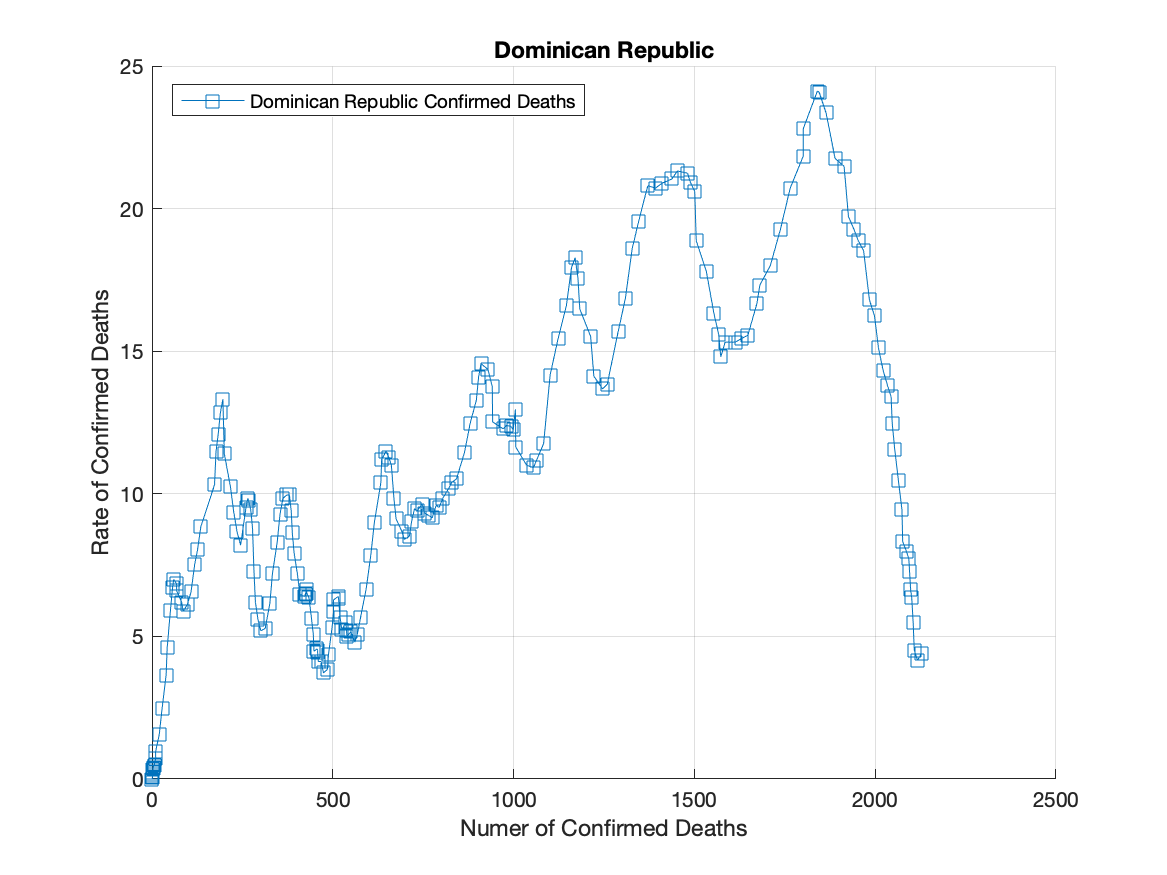 Dominican Republic
25
Dominican Republic Confirmed Deaths
20
15
10
5
0
Rate of Confirmed Deaths
0 500 1000 1500 2000 2500
Numer of Confirmed Deaths